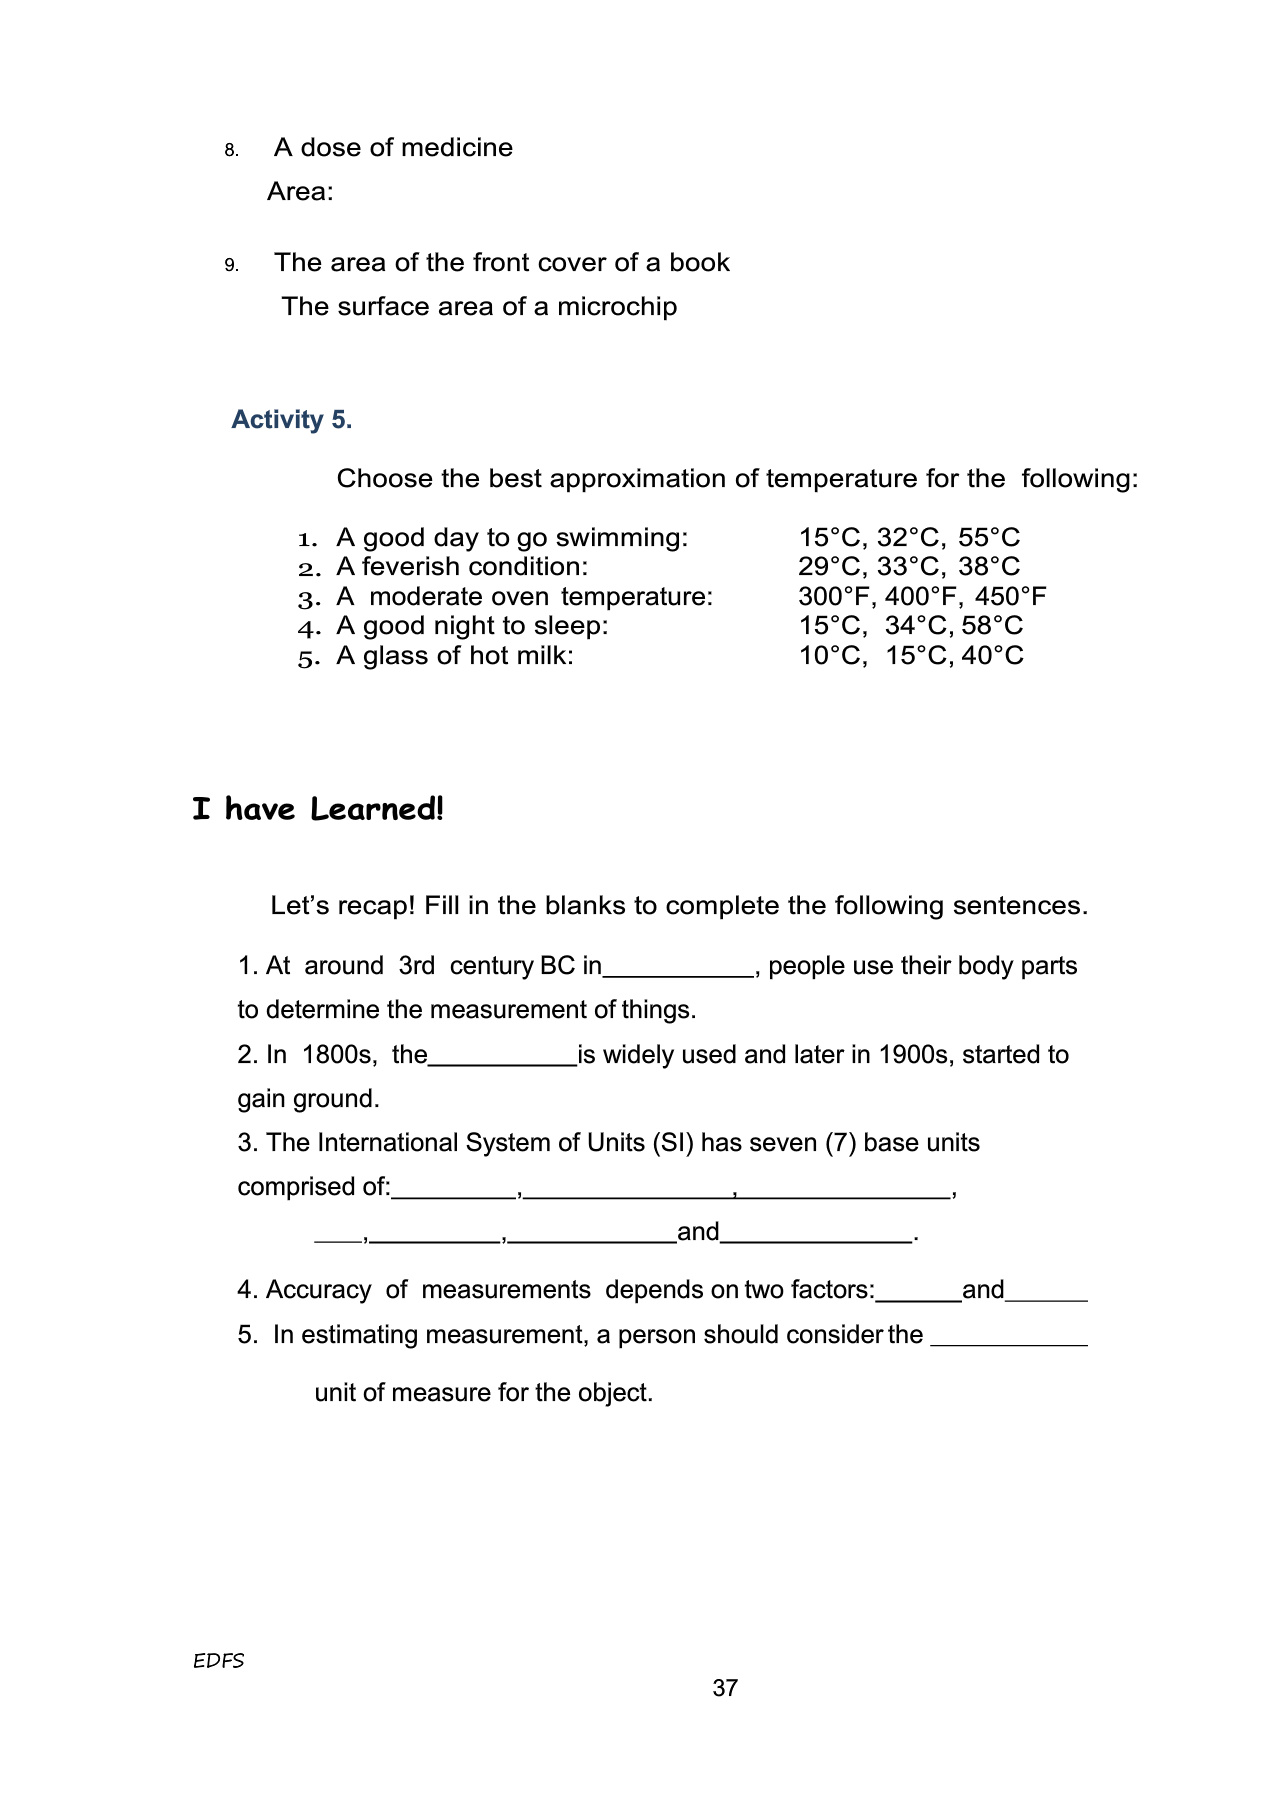 8. A dose of medicine
Area:
9. The area of the front cover of a book
The surface area of a microchip
Activity 5.
Choose the best approximation of temperature for the following:
1. A good day to go swimming: 15°C, 32°C, 55°C
2. A feverish condition: 29°C, 33°C, 38°C
3. A moderate oven temperature: 300°F, 400°F, 450°F
4. A good night to sleep: 15°C, 34°C, 58°C
5. A glass of hot milk: 10°C, 15°C, 40°C
I have Learned!
Let’s recap! Fill in the blanks to complete the following sentences.
1. At around 3rd century BC in___________, people use their body parts
to determine the measurement of things.
2. In 1800s, the___________is widely used and later in 1900s, started to
gain ground.
3. The International System of Units (SI) has seven (7) base units
comprised of:_________,_______________,_______________,
____,_________,____________and______________.
4. Accuracy of measurements depends on two factors:______and______
5. In estimating measurement, a person should consider the ___________
unit of measure for the object.
EDFS
37